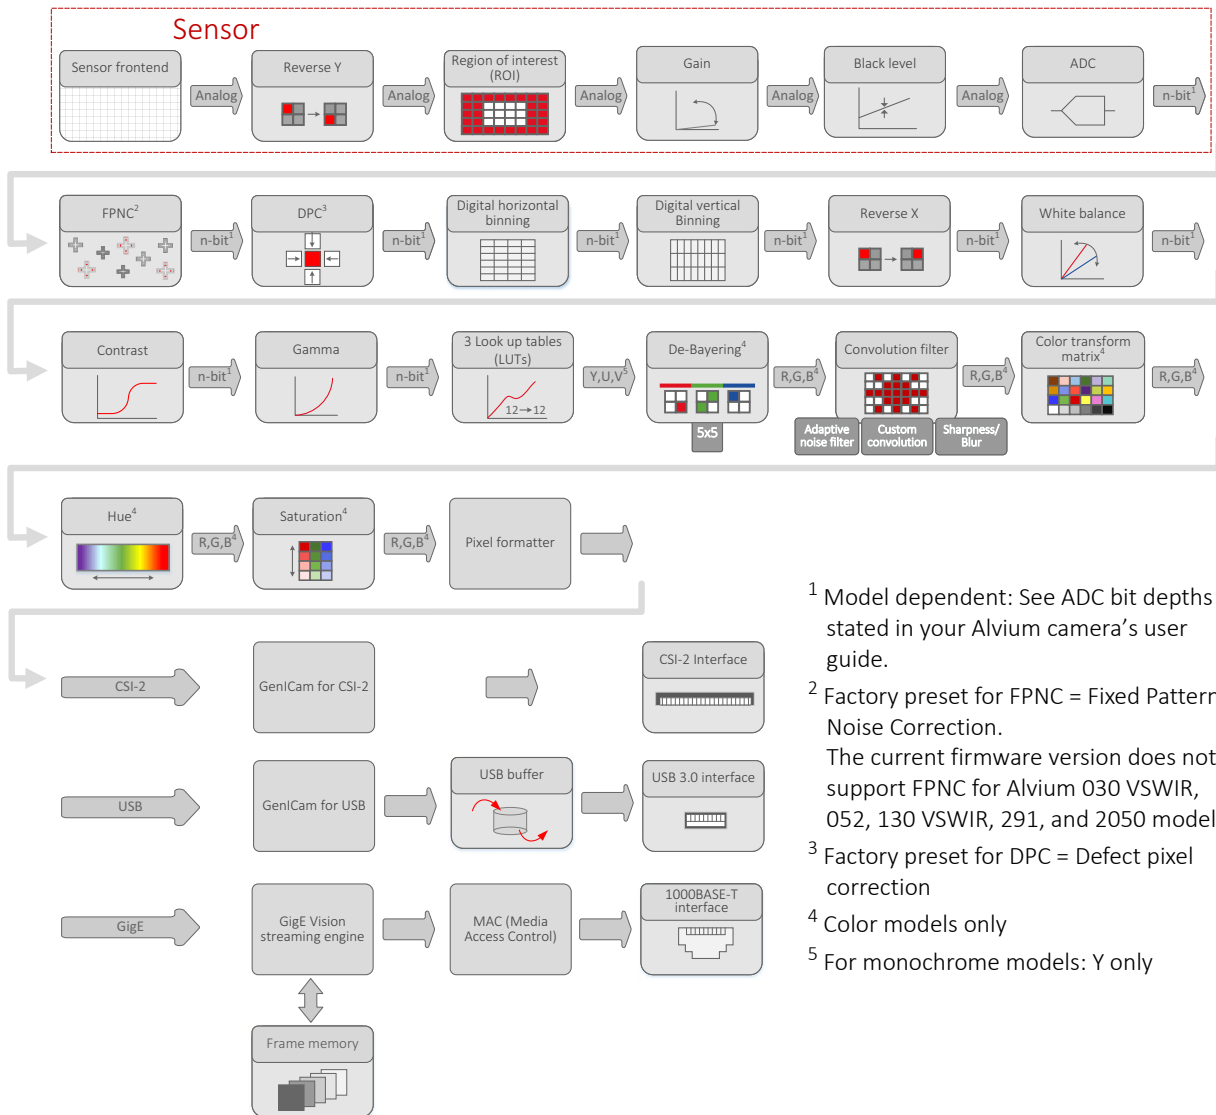 Sensor
Sensor frontend
Analog
Reverse Y
Analog
Region of interest
(ROI)
Analog
Gain
Analog
Black level
Analog
ADC
n-bit1
FPNC2
n-bit1
DPC3
n-bit1
Digital horizontal
binning
n-bit1
Digital vertical
Binning
n-bit1
Reverse X
n-bit1
White balance
n-bit1
Contrast
n-bit1
Gamma
n-bit1
3 Look up tables
(LUTs)
12→12
Y,U,V5
De-Bayering4
5x5
R,G,B4
Convolution filter
Adaptive
noise filter
Custom
convolution
Sharpness/
Blur
R,G,B4
Color transform
matrix4
R,G,B4
Hue4
R,G,B4
Saturation4
R,G,B4
Pixel formatter
CSI-2
GenICam for CSI-2
CSI-2 Interface
USB
GenICam for USB
USB buffer
USB 3.0 interface
GigE
GigE Vision
streaming engine
MAC (Media
Access Control)
1000BASE-T
interface
Frame memory
1 Model dependent: See ADC bit depths
stated in your Alvium camera’s user
guide.
2 Factory preset for FPNC = Fixed Pattern
Noise Correction.
The current firmware version does not
support FPNC for Alvium 030 VSWIR,
052, 130 VSWIR, 291, and 2050 model
3 Factory preset for DPC = Defect pixel
correction
4 Color models only
5 For monochrome models: Y only